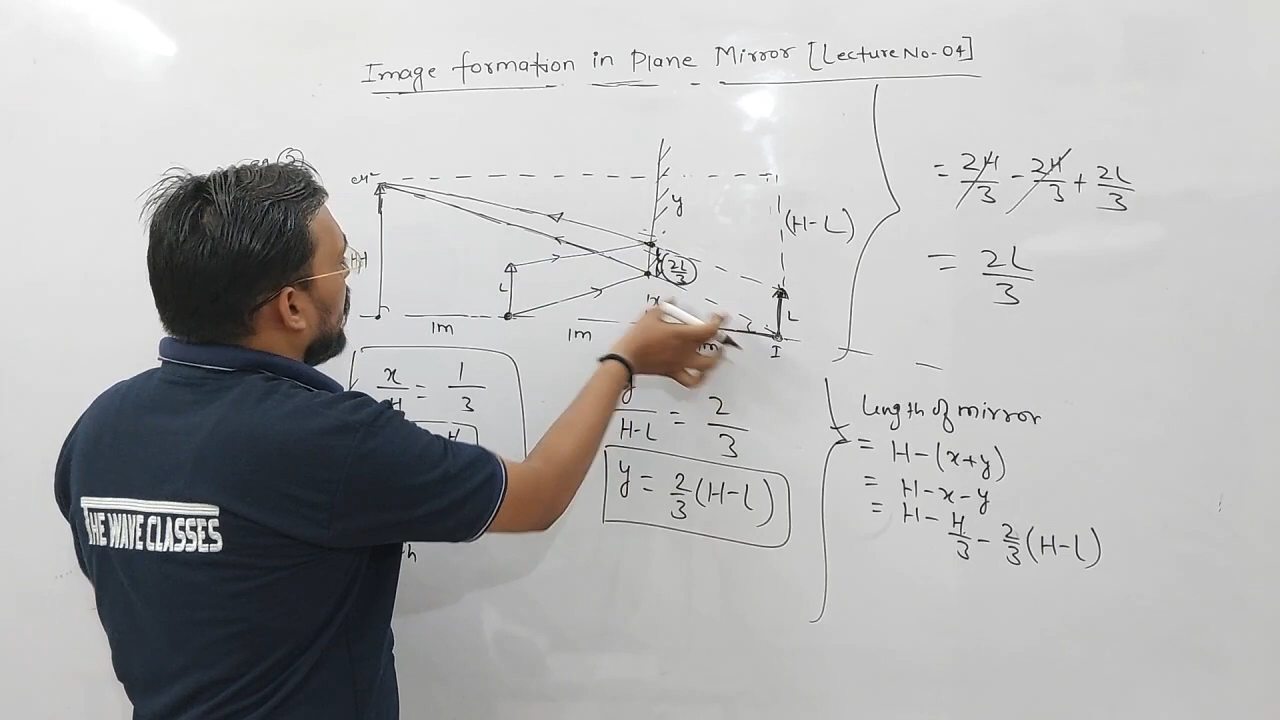 Image formation in Plane Mirror [Lecture No-04]
y
(H-L)
2L/3
L
L
x
1m
1m
I
x/H = 1/3
/H-L = 2/3
y = 2/3 (H-L)
= 2H/3 - 2H/3 + 2L/3
= 2L/3
Length of mirror
= H-(x+y)
= H-x-y
= H - H/3 - 2/3 (H-L)
THE WAVE CLASSES